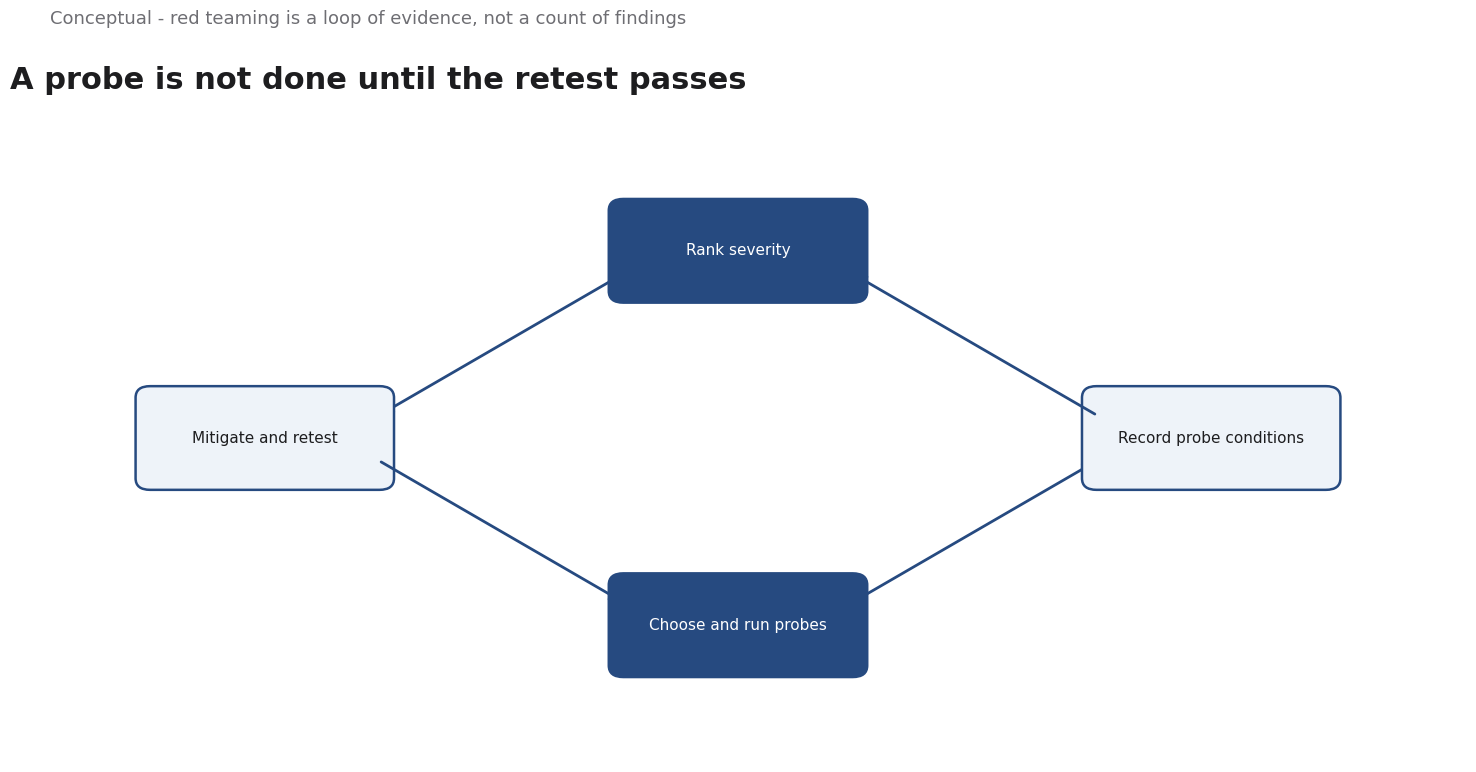 Conceptual - red teaming is a loop of evidence, not a count of findings
A probe is not done until the retest passes
Rank severity
Mitigate and retest
Record probe conditions
Choose and run probes